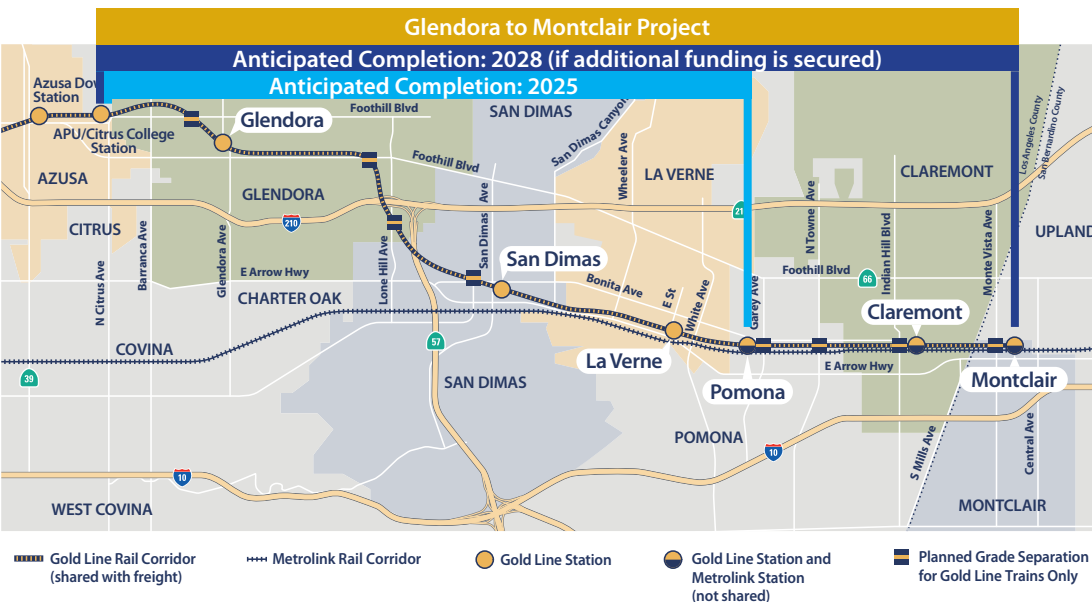 Glendora to Montclair Project
Anticipated Completion: 2028 (if additional funding is secured)
Anticipated Completion: 2025
Azusa Dow
Station
APU/Citrus College
Station
Glendora
Foothill Blvd
SAN DIMAS
San Dimas Canyon
Foothill Blvd
Wheeler Ave
LA VERNE
CLAREMONT
Los Angeles County
San Bernardino County
AZUSA
GLENDORA
210
21
CITRUS
UPLAND
N Citrus Ave
Barranca Ave
Glendora Ave
E Arrow Hwy
Lone Hill Ave
San Dimas Ave
San Dimas
Bonita Ave
E St
White Ave
Garey Ave
N Towne Ave
Foothill Blvd
66
Indian Hill Blvd
Monte Vista Ave
CHARTER OAK
Claremont
COVINA
57
La Verne
E Arrow Hwy
39
SAN DIMAS
Pomona
Montclair
POMONA
10
10
S Mills Ave
Central Ave
WEST COVINA
MONTCLAIR
Gold Line Rail Corridor
(shared with freight)
Metrolink Rail Corridor
Gold Line Station
Gold Line Station and
Metrolink Station
(not shared)
Planned Grade Separation
for Gold Line Trains Only